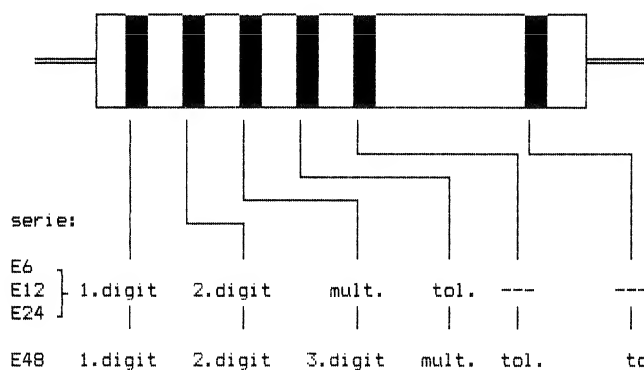 serie:
E6
E12 1.digit 2.digit mult. tol. --- ---
E24
E48 1.digit 2.digit 3.digit mult. tol.